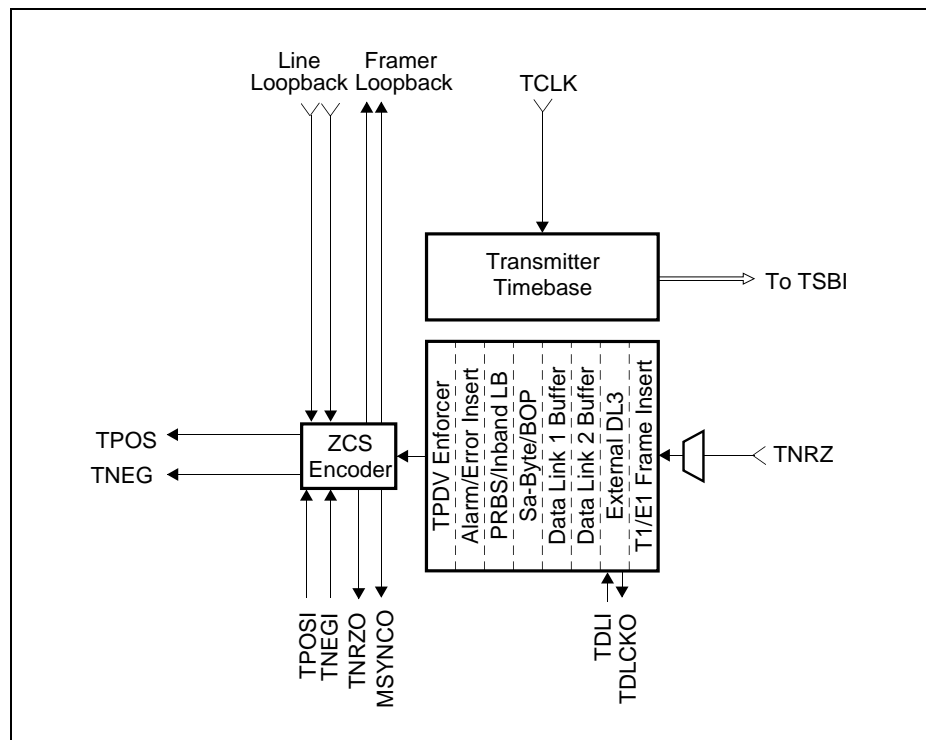 Line
Loopback
Framer
Loopback
TCLK
Transmitter
Timebase
To TSBI
TPOS
TNEG
ZCS
Encoder
TPDV Enforcer
Alarm/Error Insert
PRBS/Inband LB
Sa-Byte/BOP
Data Link 1 Buffer
Data Link 2 Buffer
External DL3
T1/E1 Frame Insert
TNRZ
TPOSI
TNEGI
TNRZO
MSYNCO
TDLI
TDLCKO